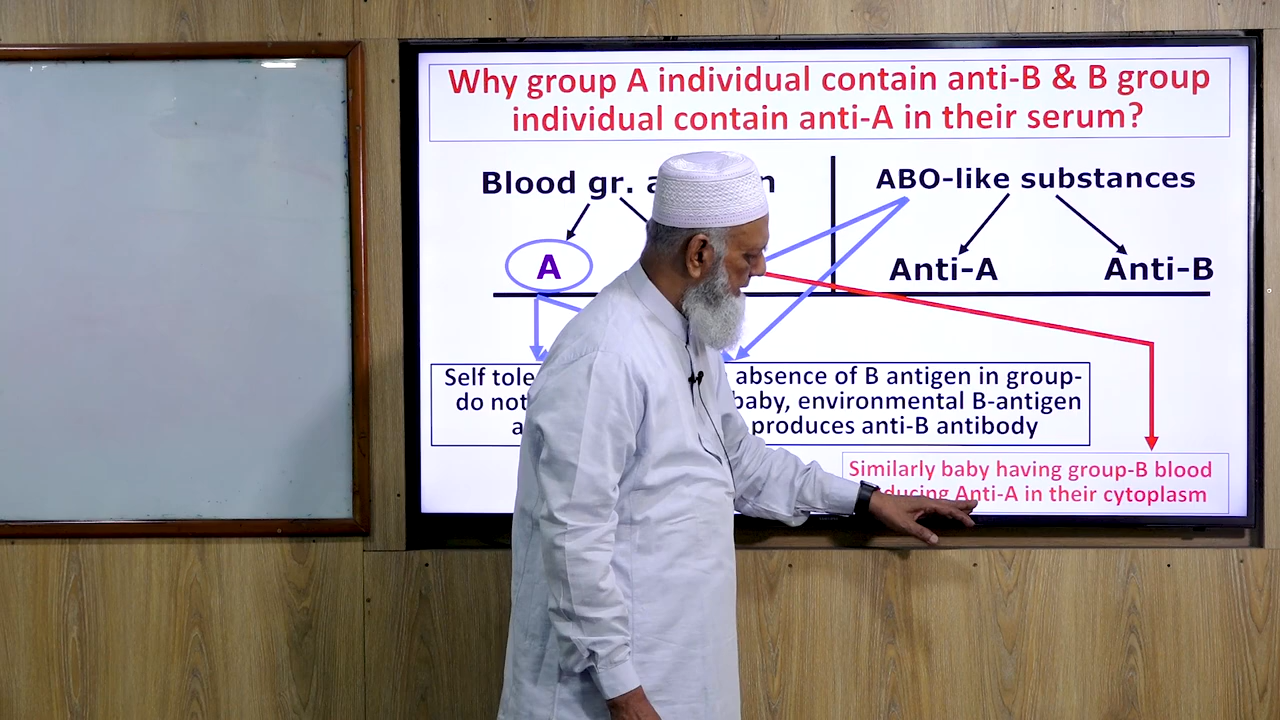 Why group A individual contain anti-B & B group
individual contain anti-A in their serum?
Blood gr.
ABO-like substances
A
Anti-A
Anti-B
Self
absence of B antigen in group-
do not
baby, environmental B-antigen
produces anti-B antibody
Similarly baby having group-B blood
Anti-A in their cytoplasm